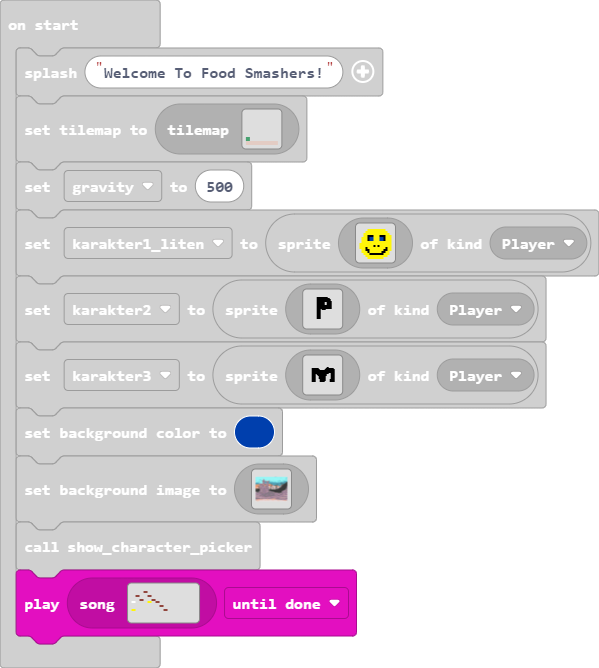 on start
splash "Welcome To Food Smashers!"
set tilemap to tilemap
set gravity to 500
set karakter1_liten to sprite of kind Player
set karakter2 to sprite P of kind Player
set karakter3 to sprite m of kind Player
set background color to
set background image to
call show_character_picker
play song until done